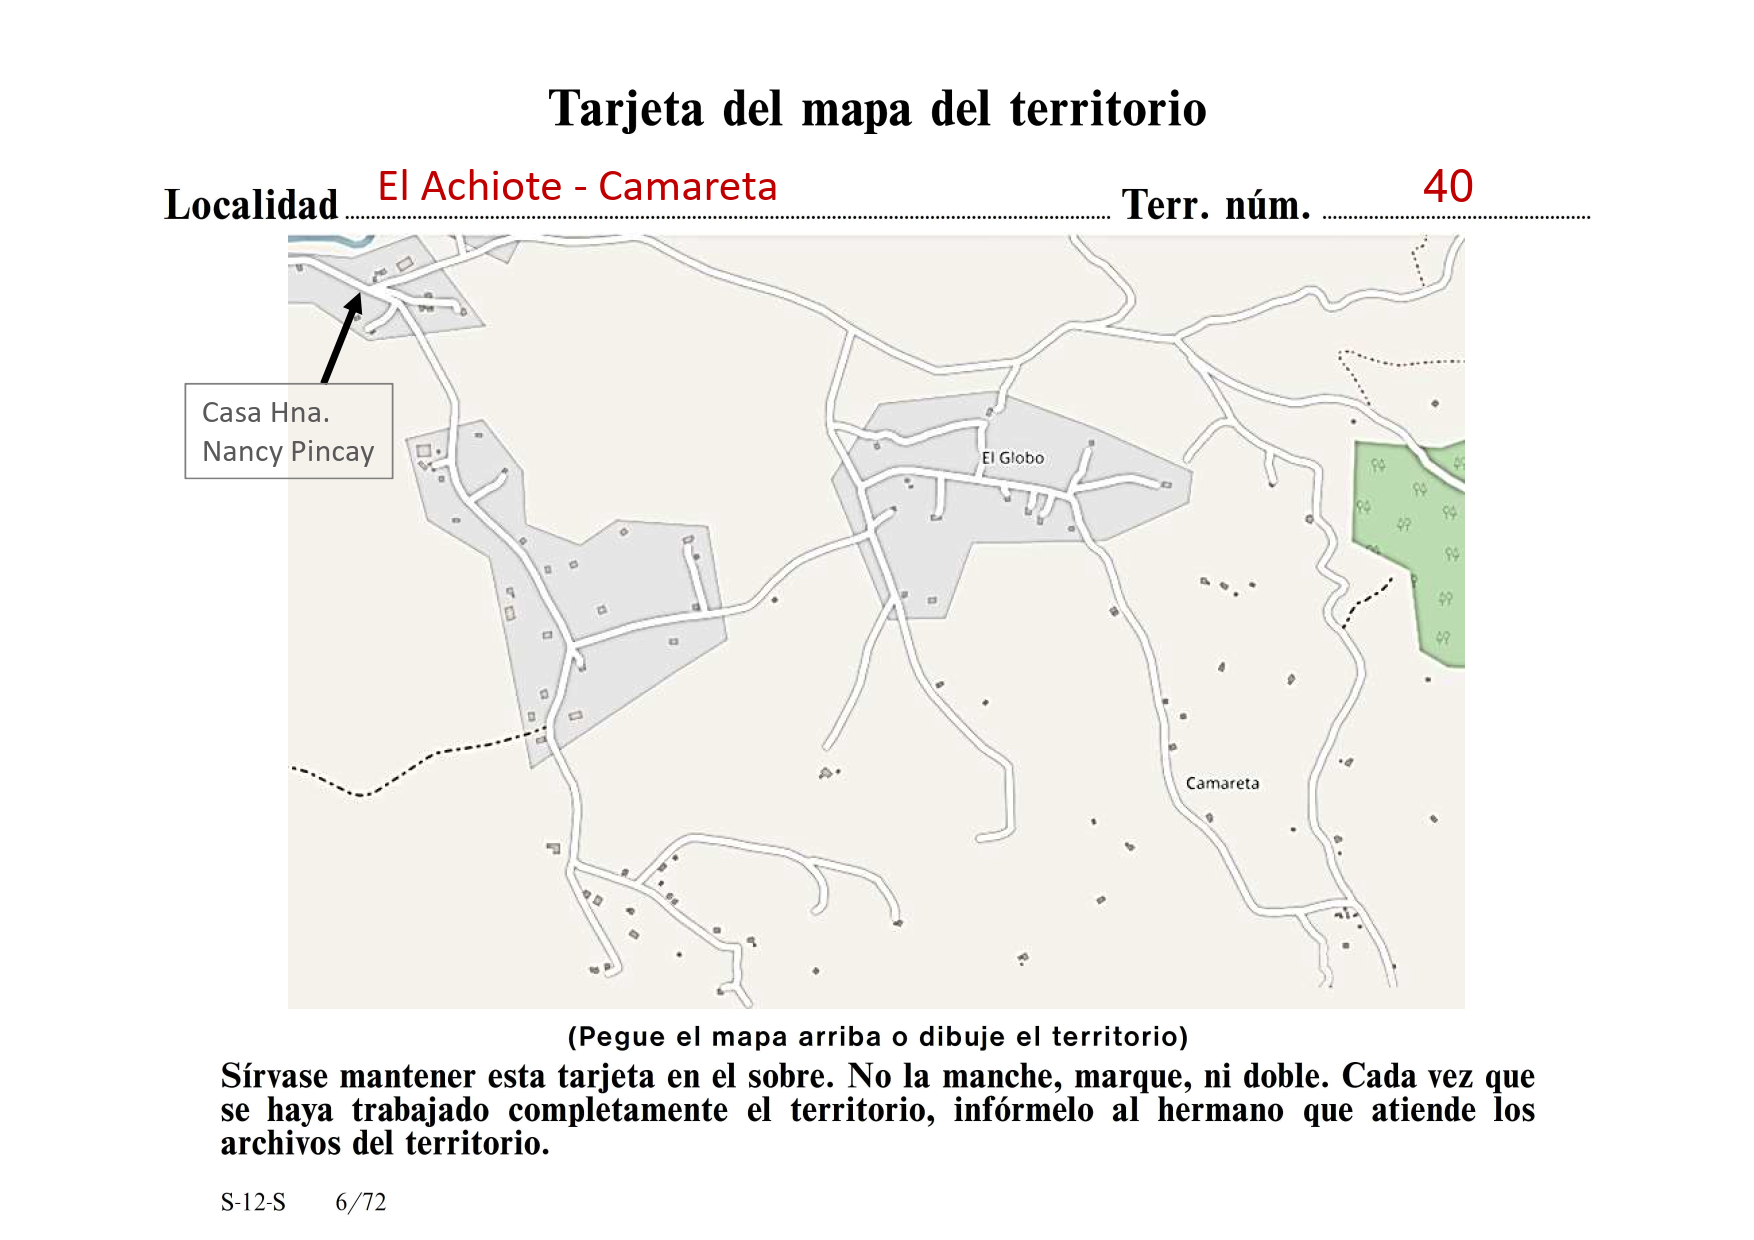 Tarjeta del mapa del territorio
Localidad El Achiote - Camareta Terr. núm. 40
Casa Hna.
Nancy Pincay
El Globo
Camareta
(Pegue el mapa arriba o dibuje el territorio)
Sírvase mantener esta tarjeta en el sobre. No la manche, marque, ni doble. Cada vez que
se haya trabajado completamente el territorio, infórmelo al hermano que atiende los
archivos del territorio.
S-12-S 6/72